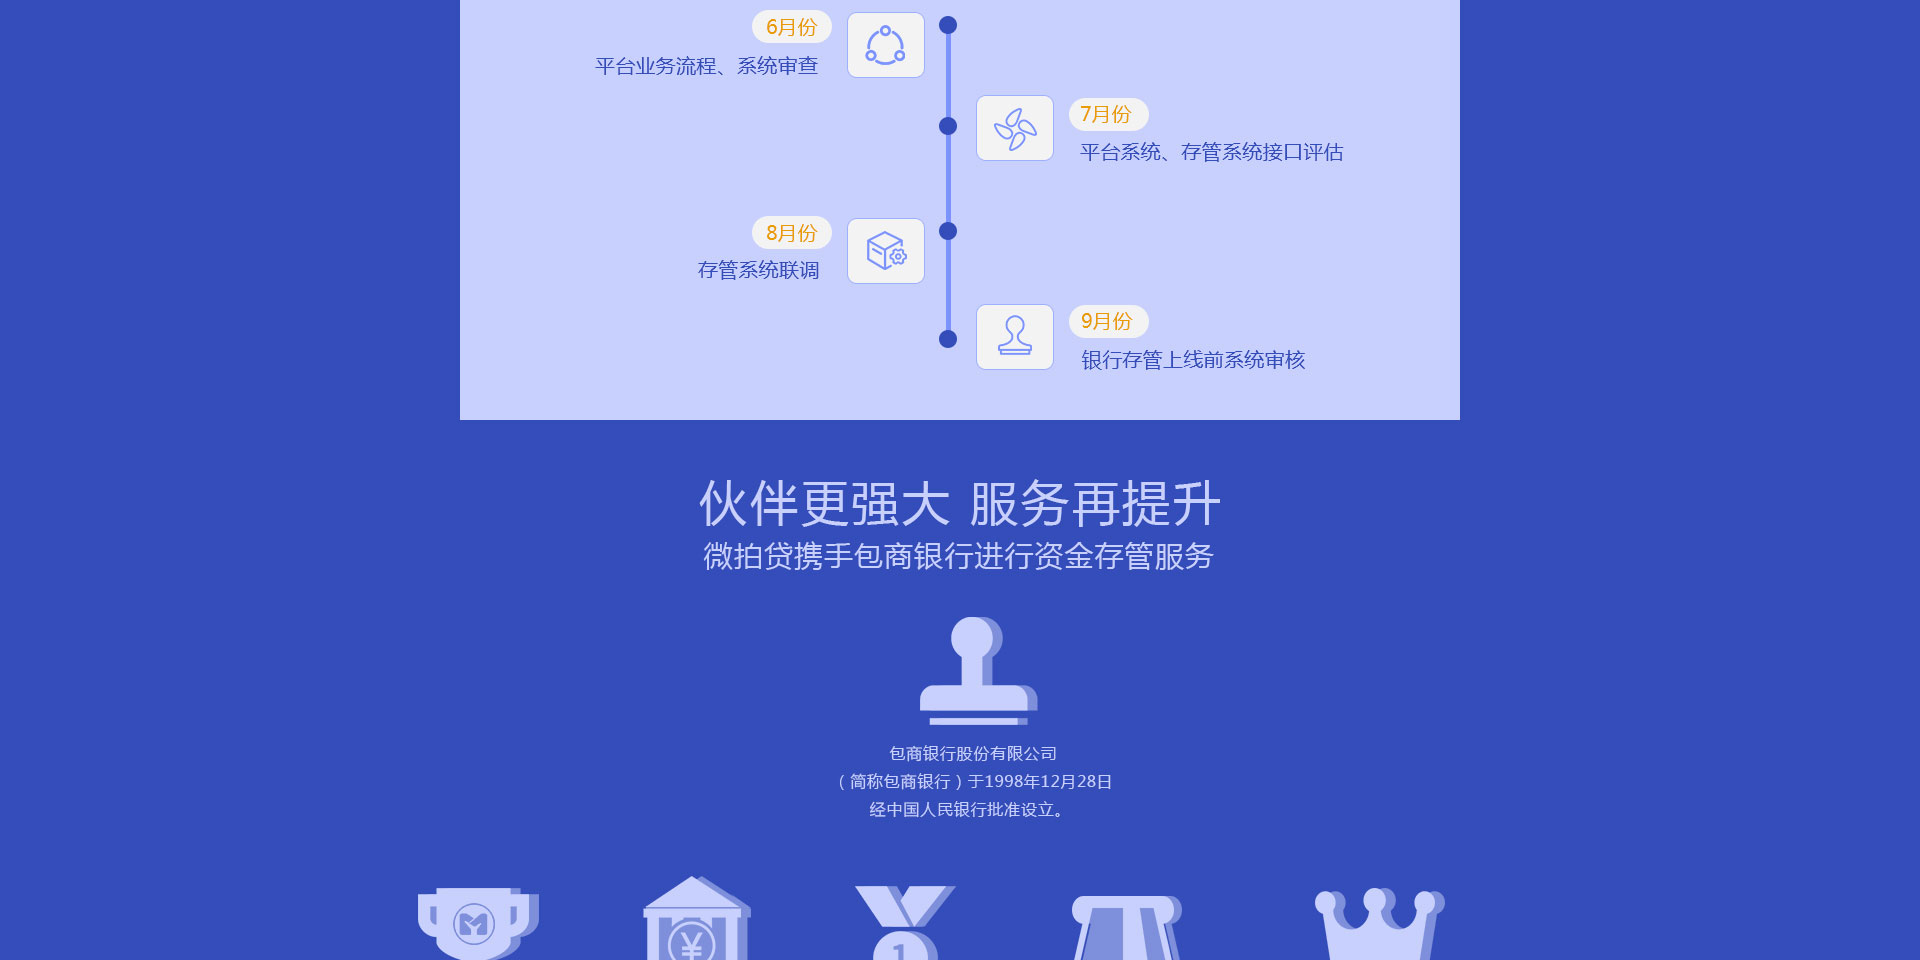 6月份
平台业务流程、系统审查
7月份
平台系统、存管系统接口评估
8月份
存管系统联调
9月份
银行存管上线前系统审核
伙伴更强大 服务再提升
微拍贷携手包商银行进行资金存管服务
包商银行股份有限公司
（简称包商银行）于1998年12月28日
经中国人民银行批准设立。
¥
1